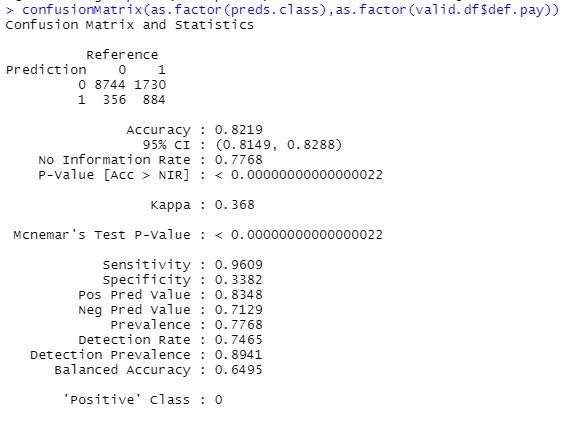 > confusionMatrix(as.factor(preds.class),as.factor(valid.df$def.pay))
Confusion Matrix and Statistics
Reference
Prediction 0 1
0 8744 1730
1 356 884
Accuracy : 0.8219
95% CI : (0.8149, 0.8288)
No Information Rate : 0.7768
P-Value [Acc > NIR] : < 0.00000000000000022
Kappa : 0.368
Mcnemar's Test P-Value : < 0.00000000000000022
Sensitivity : 0.9609
Specificity : 0.3382
Pos Pred Value : 0.8348
Neg Pred Value : 0.7129
Prevalence : 0.7768
Detection Rate : 0.7465
Detection Prevalence : 0.8941
Balanced Accuracy : 0.6495
'Positive' Class : 0